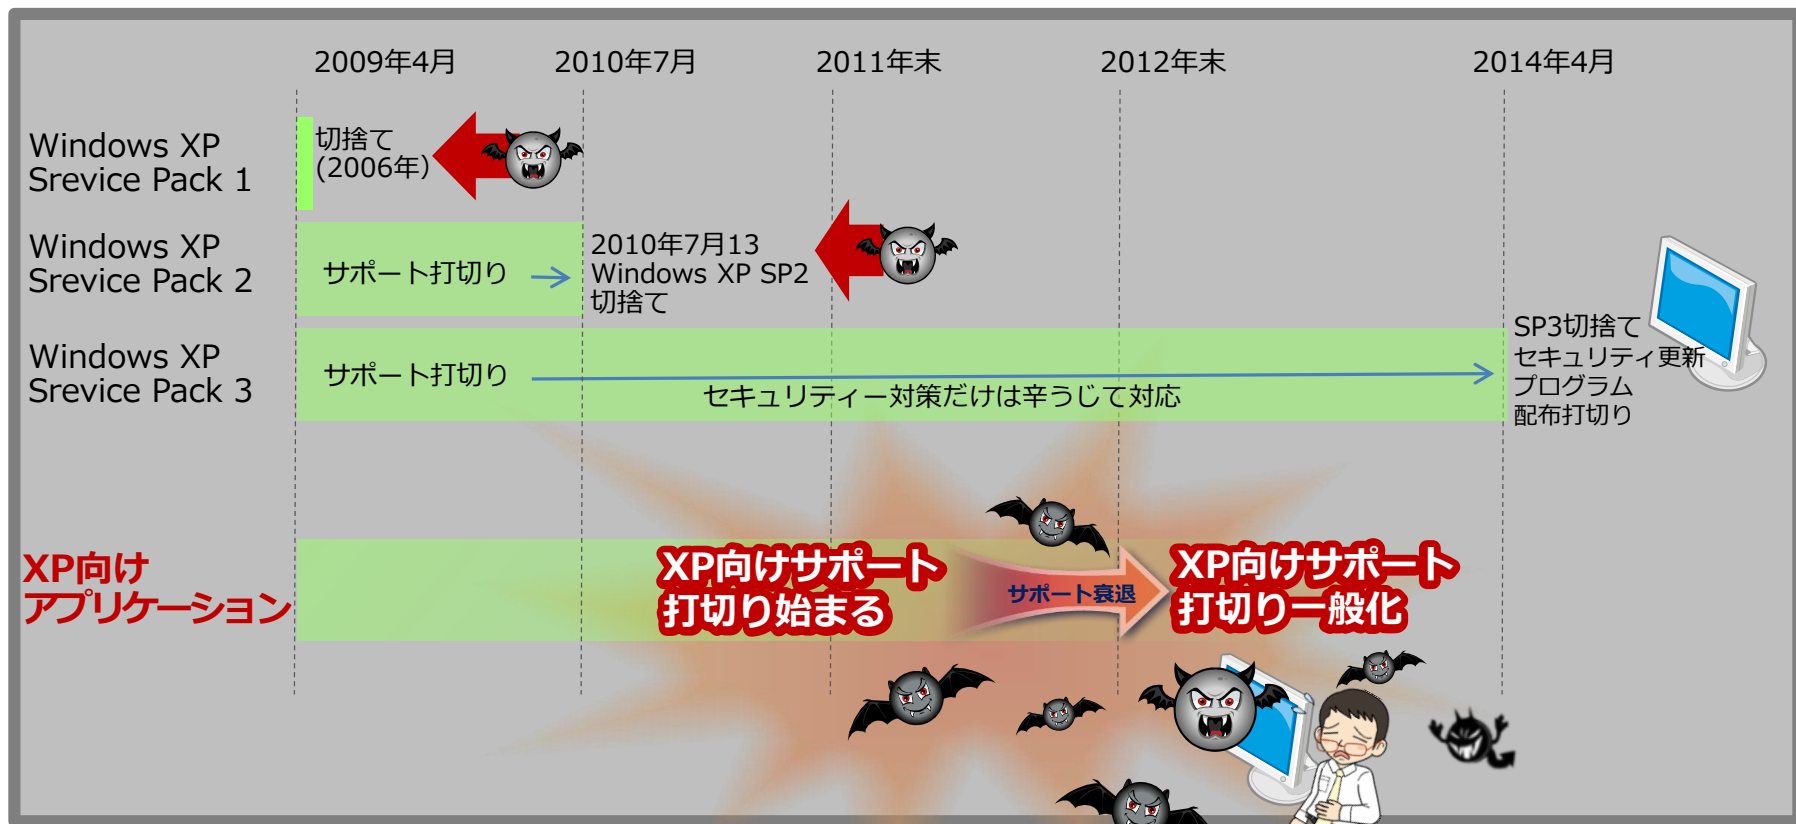 2009年4月
2010年7月
2011年末
2012年末
2014年4月
Windows XP
Srevice Pack 1
切捨て
(2006年)
Windows XP
Srevice Pack 2
サポート打切り
2010年7月13
Windows XP SP2
切捨て
Windows XP
Srevice Pack 3
サポート打切り
セキュリティー対策だけは辛うじて対応
SP3切捨て
セキュリティ更新
プログラム
配布打切り
XP向け
アプリケーション
XP向けサポート
打切り始まる
サポート衰退
XP向けサポート
打切り一般化